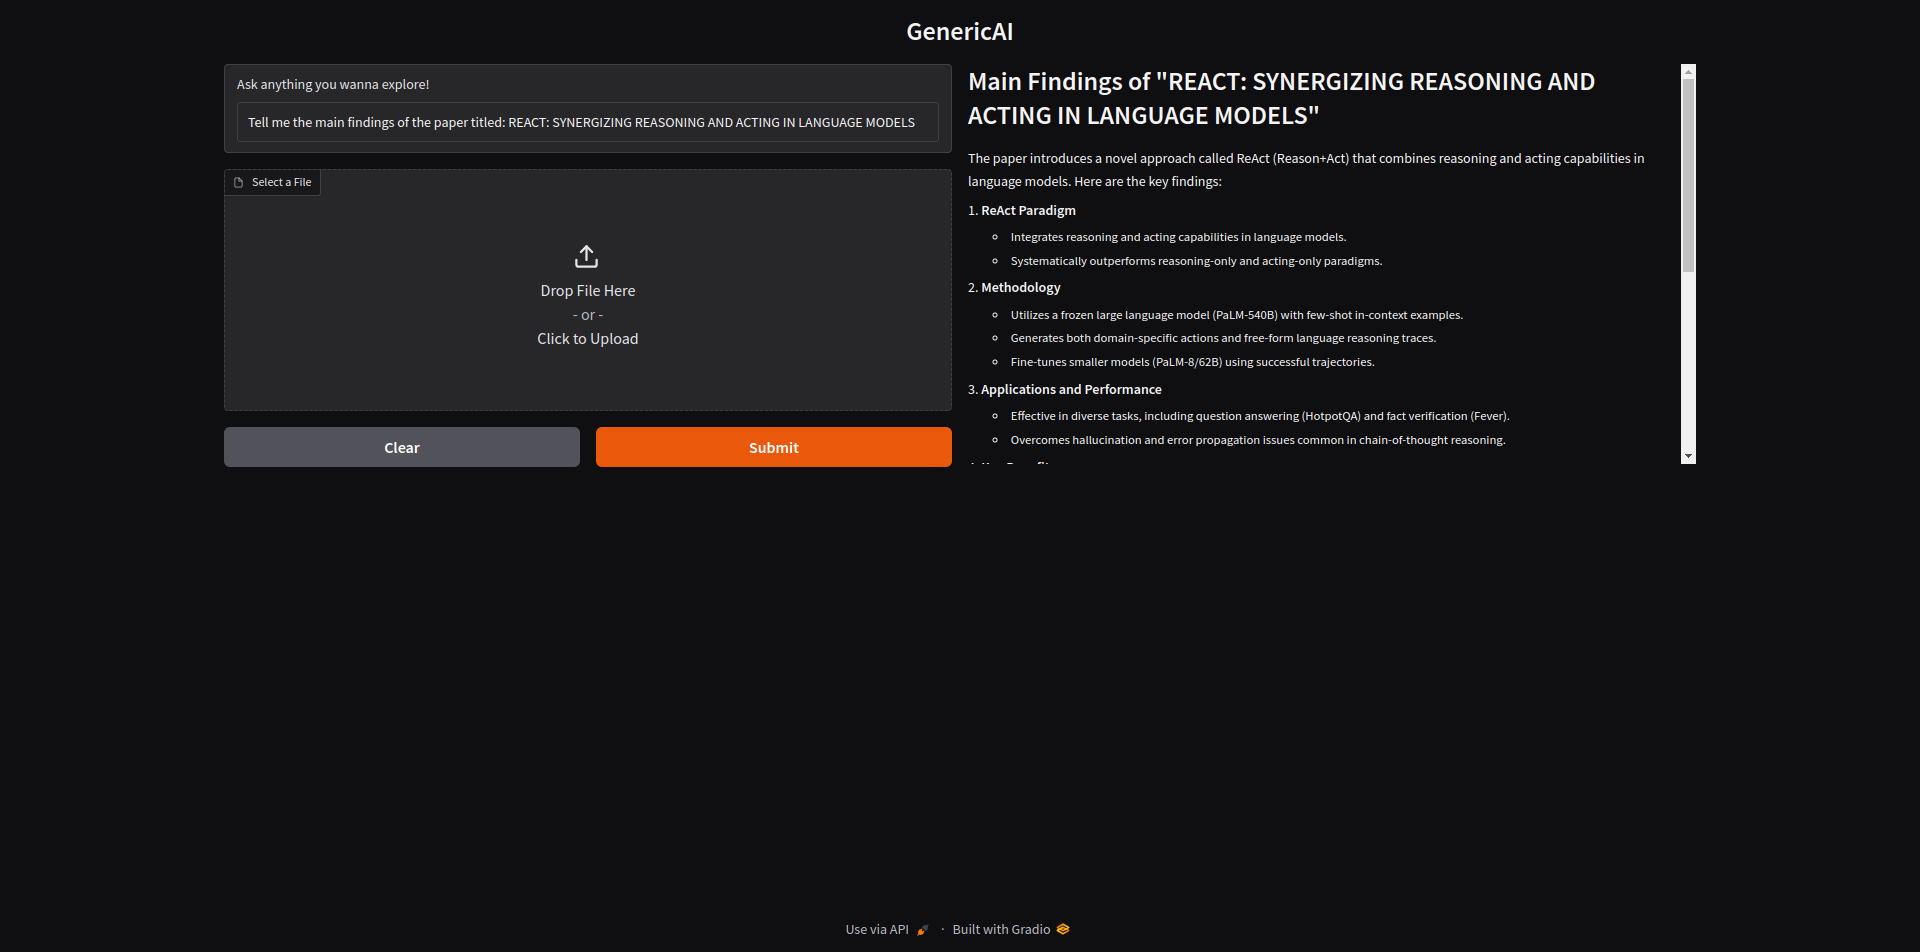 GenericAI
Ask anything you wanna explore!
Tell me the main findings of the paper titled: REACT: SYNERGIZING REASONING AND ACTING IN LANGUAGE MODELS
Select a File
Drop File Here
- or -
Click to Upload
Clear
Submit
Main Findings of "REACT: SYNERGIZING REASONING AND
ACTING IN LANGUAGE MODELS"
The paper introduces a novel approach called ReAct (Reason+Act) that combines reasoning and acting capabilities in
language models. Here are the key findings:
1. ReAct Paradigm
Integrates reasoning and acting capabilities in language models.
Systematically outperforms reasoning-only and acting-only paradigms.
2. Methodology
Utilizes a frozen large language model (PaLM-540B) with few-shot in-context examples.
Generates both domain-specific actions and free-form language reasoning traces.
Fine-tunes smaller models (PaLM-8/62B) using successful trajectories.
3. Applications and Performance
Effective in diverse tasks, including question answering (HotpotQA) and fact verification (Fever).
Overcomes hallucination and error propagation issues common in chain-of-thought reasoning.
Use via API · Built with Gradio